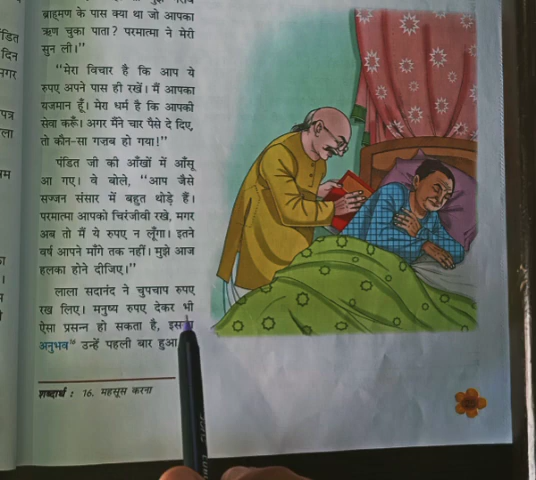 ब्राह्मण के पास क्या था जो आपका
ऋण चुका पाता? परमात्मा ने मेरी
सुन ली।”
“मेरा विचार है कि आप ये
रुपए अपने पास ही रखें। मैं आपका
यजमान हूँ। मेरा धर्म है कि आपकी
सेवा करूँ। अगर मैंने चार पैसे दे दिए,
तो कौन-सा गज़ब हो गया!”
पंडित जी की आँखों में आँसू
आ गए। वे बोले, “आप जैसे
सज्जन संसार में बहुत थोड़े हैं।
परमात्मा आपको चिरंजीवी रखे, मगर
अब तो मैं ये रुपए न लूँगा। इतने
वर्ष आपने माँगे तक नहीं। मुझे आज
हलका होने दीजिए।”
लाला सदानंद ने चुपचाप रुपए
रख लिए। मनुष्य रुपए देकर भी
ऐसा प्रसन्न हो सकता है,
अनुभव¹⁶ उन्हें पहली बार हुआ
शब्दार्थ : 16. महसूस करना